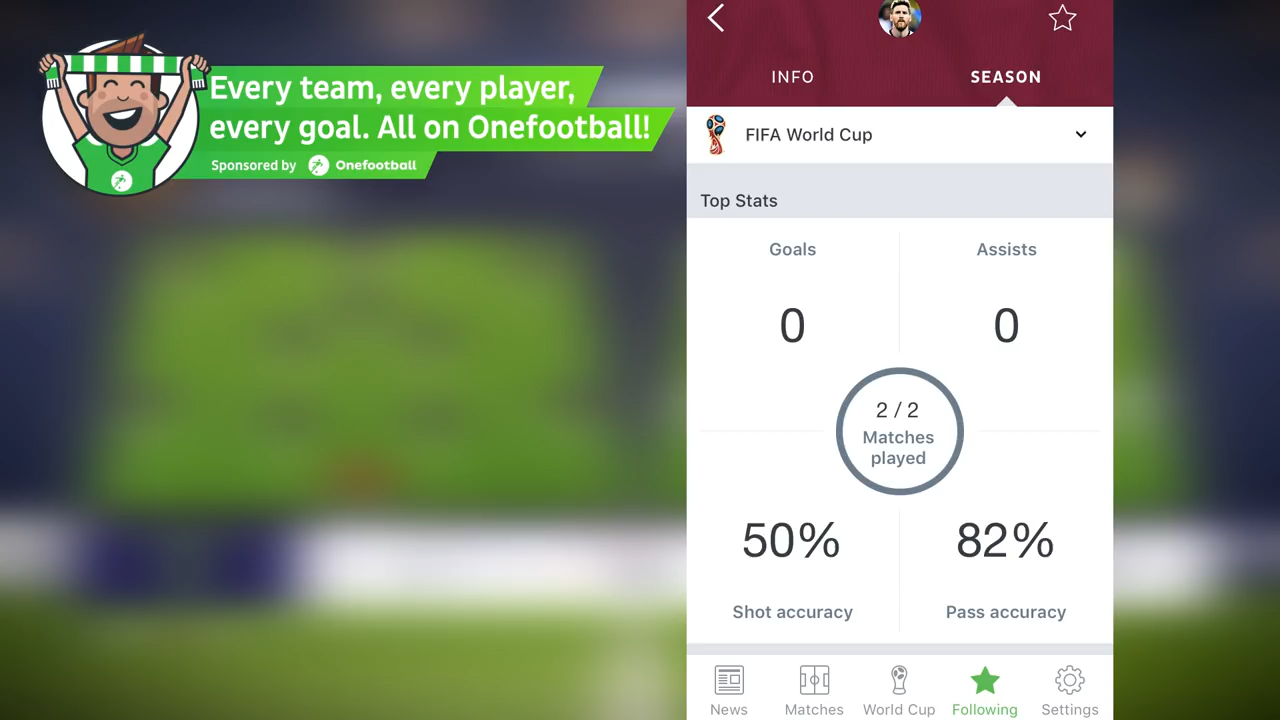 Every team, every player,
every goal. All on Onefootball!
Sponsored by Onefootball
INFO
SEASON
FIFA World Cup
Top Stats
Goals
Assists
0
0
2 / 2
Matches
played
50%
82%
Shot accuracy
Pass accuracy
News
Matches
World Cup
Following
Settings